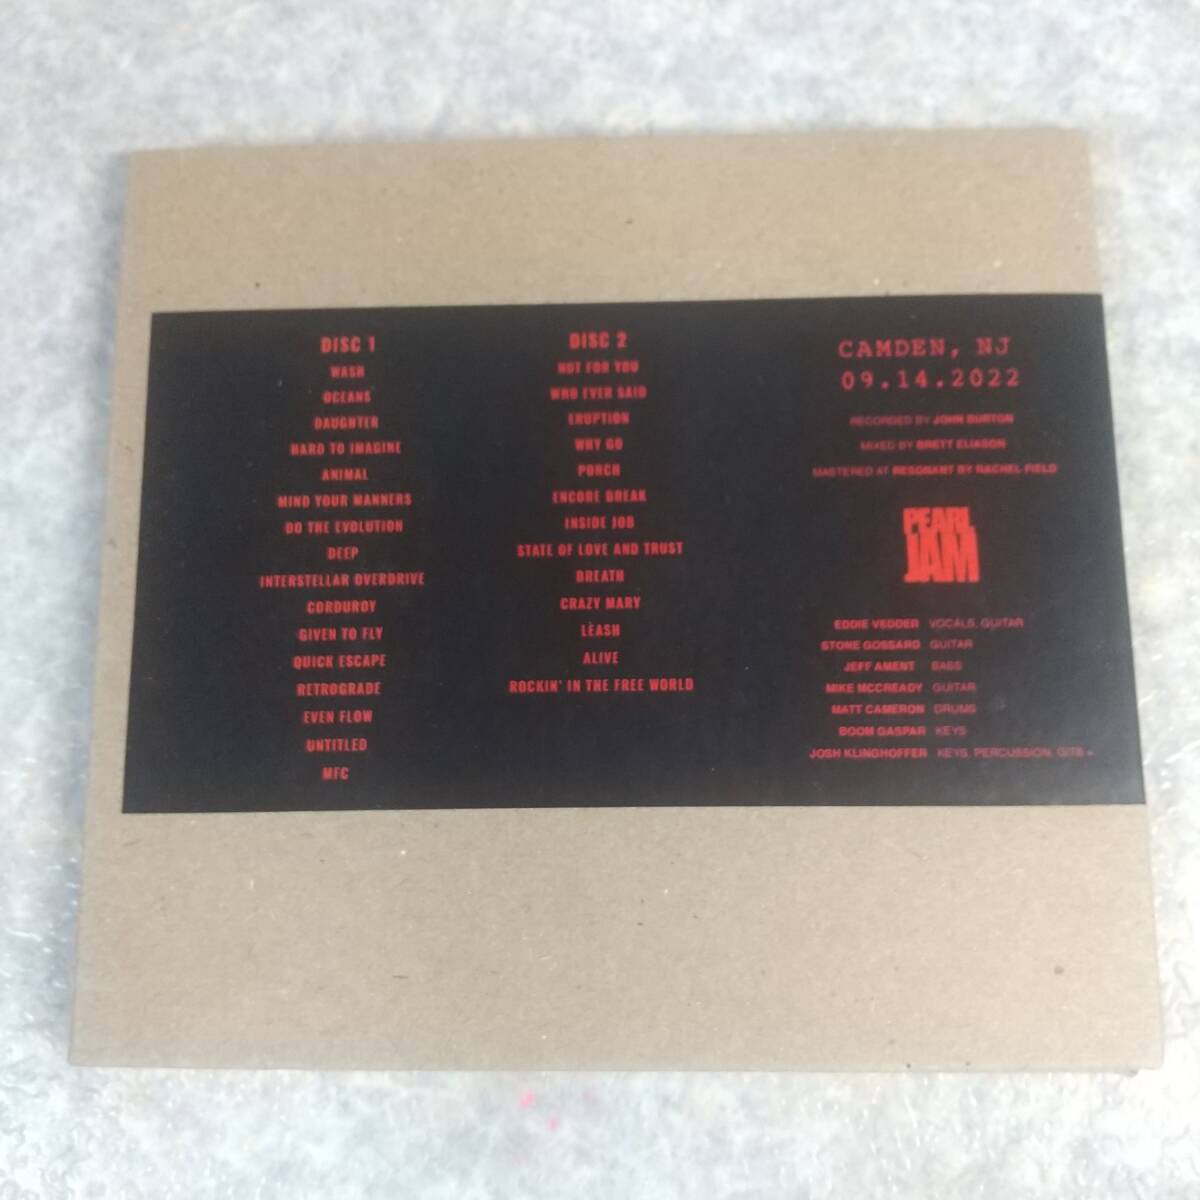 DISC 1
WASH
OCEANS
DAUGHTER
HARD TO IMAGINE
ANIMAL
MIND YOUR MANNERS
DO THE EVOLUTION
DEEP
INTERSTELLAR OVERDRIVE
CORDUROY
GIVEN TO FLY
QUICK ESCAPE
RETROGRADE
EVEN FLOW
UNTITLED
MFC
DISC 2
NOT FOR YOU
WHO EVER SAID
ERUPTION
WHY GO
PORCH
ENCORE BREAK
INSIDE JOB
STATE OF LOVE AND TRUST
BREATH
CRAZY MARY
LEASH
ALIVE
ROCKIN' IN THE FREE WORLD
CAMDEN, NJ
09.14.2022
RECORDED BY JOHN BURTON
MIXED BY BRETT ELIASON
MASTERED AT RESONANT BY RACHEL FIELD
PEARL
JAM
EDDIE VEDDER VOCALS, GUITAR
STONE GOSSARD GUITAR
JEFF AMENT BASS
MIKE MCCREADY GUITAR
MATT CAMERON DRUMS
BOOM GASPAR KEYS
JOSH KLINGHOFFER KEYS, PERCUSSION, GITS +